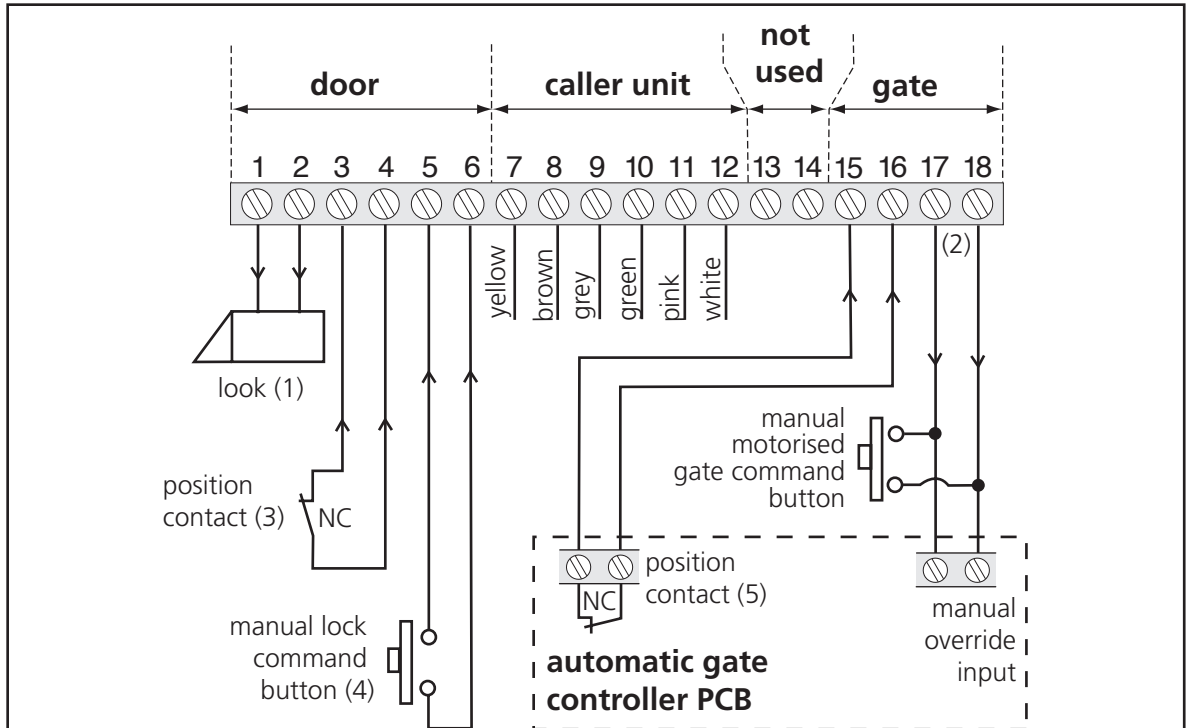 not
used
door
caller unit
gate
1 2 3 4 5 6 7 8 9 10 11 12 13 14 15 16 17 18
(2)
yellow
brown
grey
green
pink
white
look (1)
position
contact (3)
NC
manual
motorised
gate command
button
position
contact (5)
NC
manual lock
command
button (4)
manual
override
input
automatic gate
controller PCB